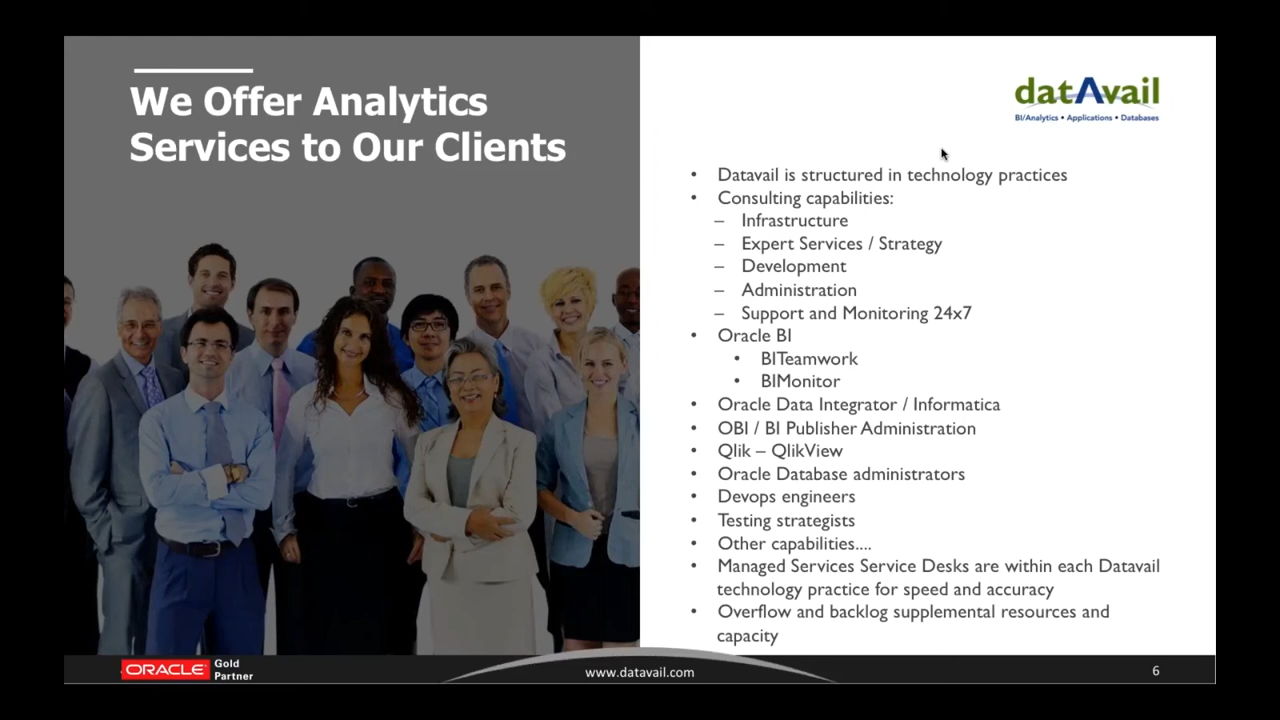 We Offer Analytics
Services to Our Clients
datAvail
BI/Analytics • Applications • Databases
• Datavail is structured in technology practices
• Consulting capabilities:
– Infrastructure
– Expert Services / Strategy
– Development
– Administration
– Support and Monitoring 24x7
• Oracle BI
• BITeamwork
• BIMonitor
• Oracle Data Integrator / Informatica
• OBI / BI Publisher Administration
• Qlik – QlikView
• Oracle Database administrators
• Devops engineers
• Testing strategists
• Other capabilities....
• Managed Services Service Desks are within each Datavail
technology practice for speed and accuracy
• Overflow and backlog supplemental resources and
capacity
ORACLE Gold
Partner
www.datavail.com
6